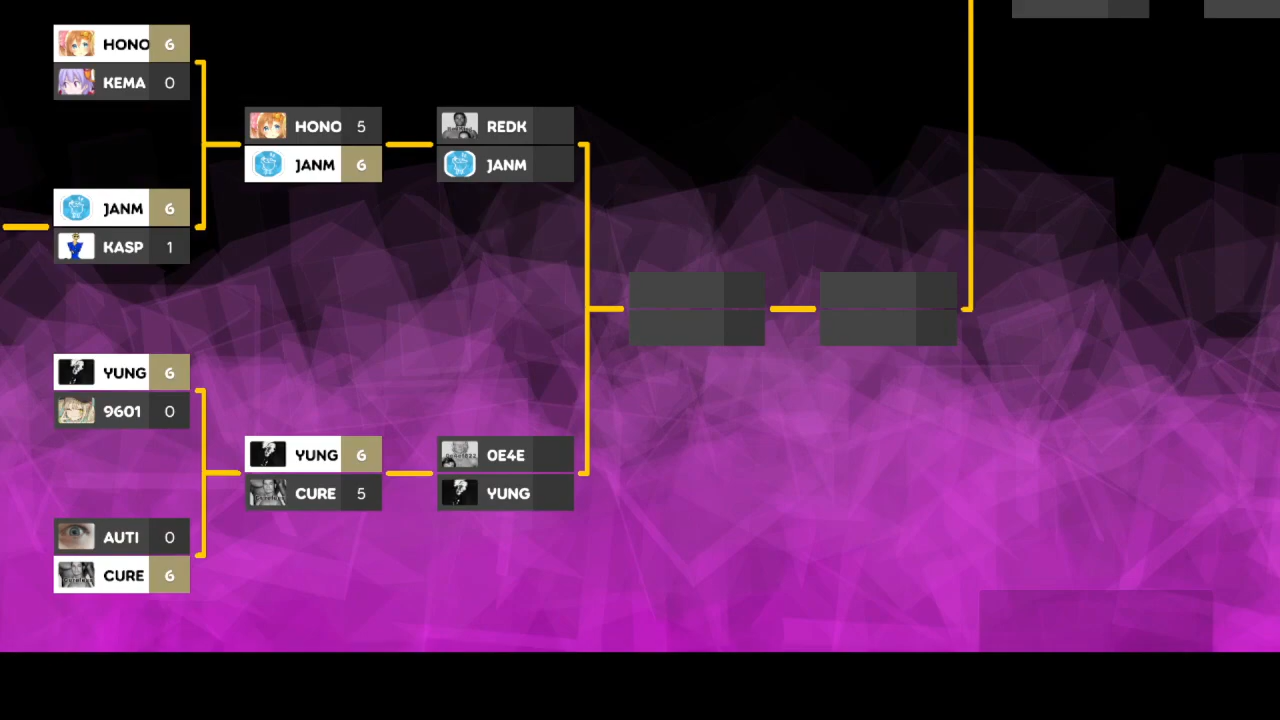 HONO 6
KEMA 0
HONO 5
REDK
JANM 6
JANM
JANM 6
KASP 1
YUNG 6
9601 0
YUNG 6
0E4E
CURE 5
YUNG
AUTI 0
CURE 6